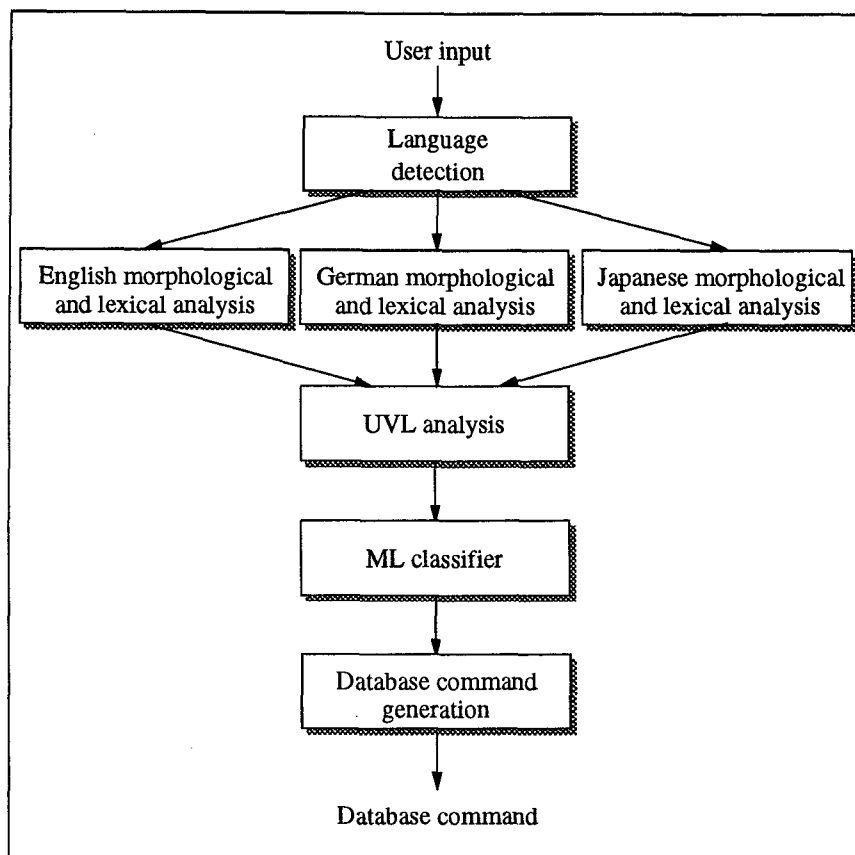 User input
Language
detection
English morphological
and lexical analysis
German morphological
and lexical analysis
Japanese morphological
and lexical analysis
UVL analysis
ML classifier
Database command
generation
Database command